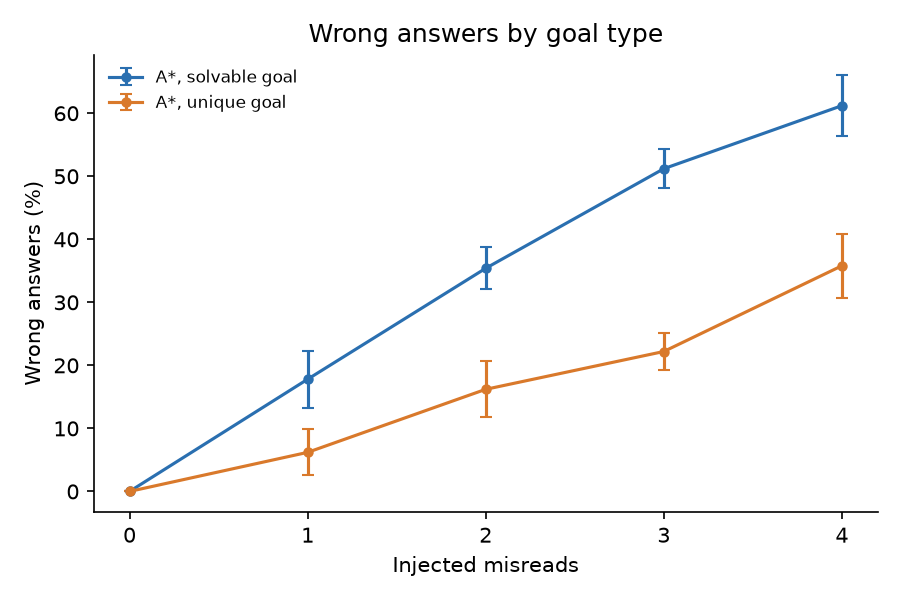 Wrong answers by goal type
A*, solvable goal
A*, unique goal
Wrong answers (%)
60
50
40
30
20
10
0
0 1 2 3 4
Injected misreads